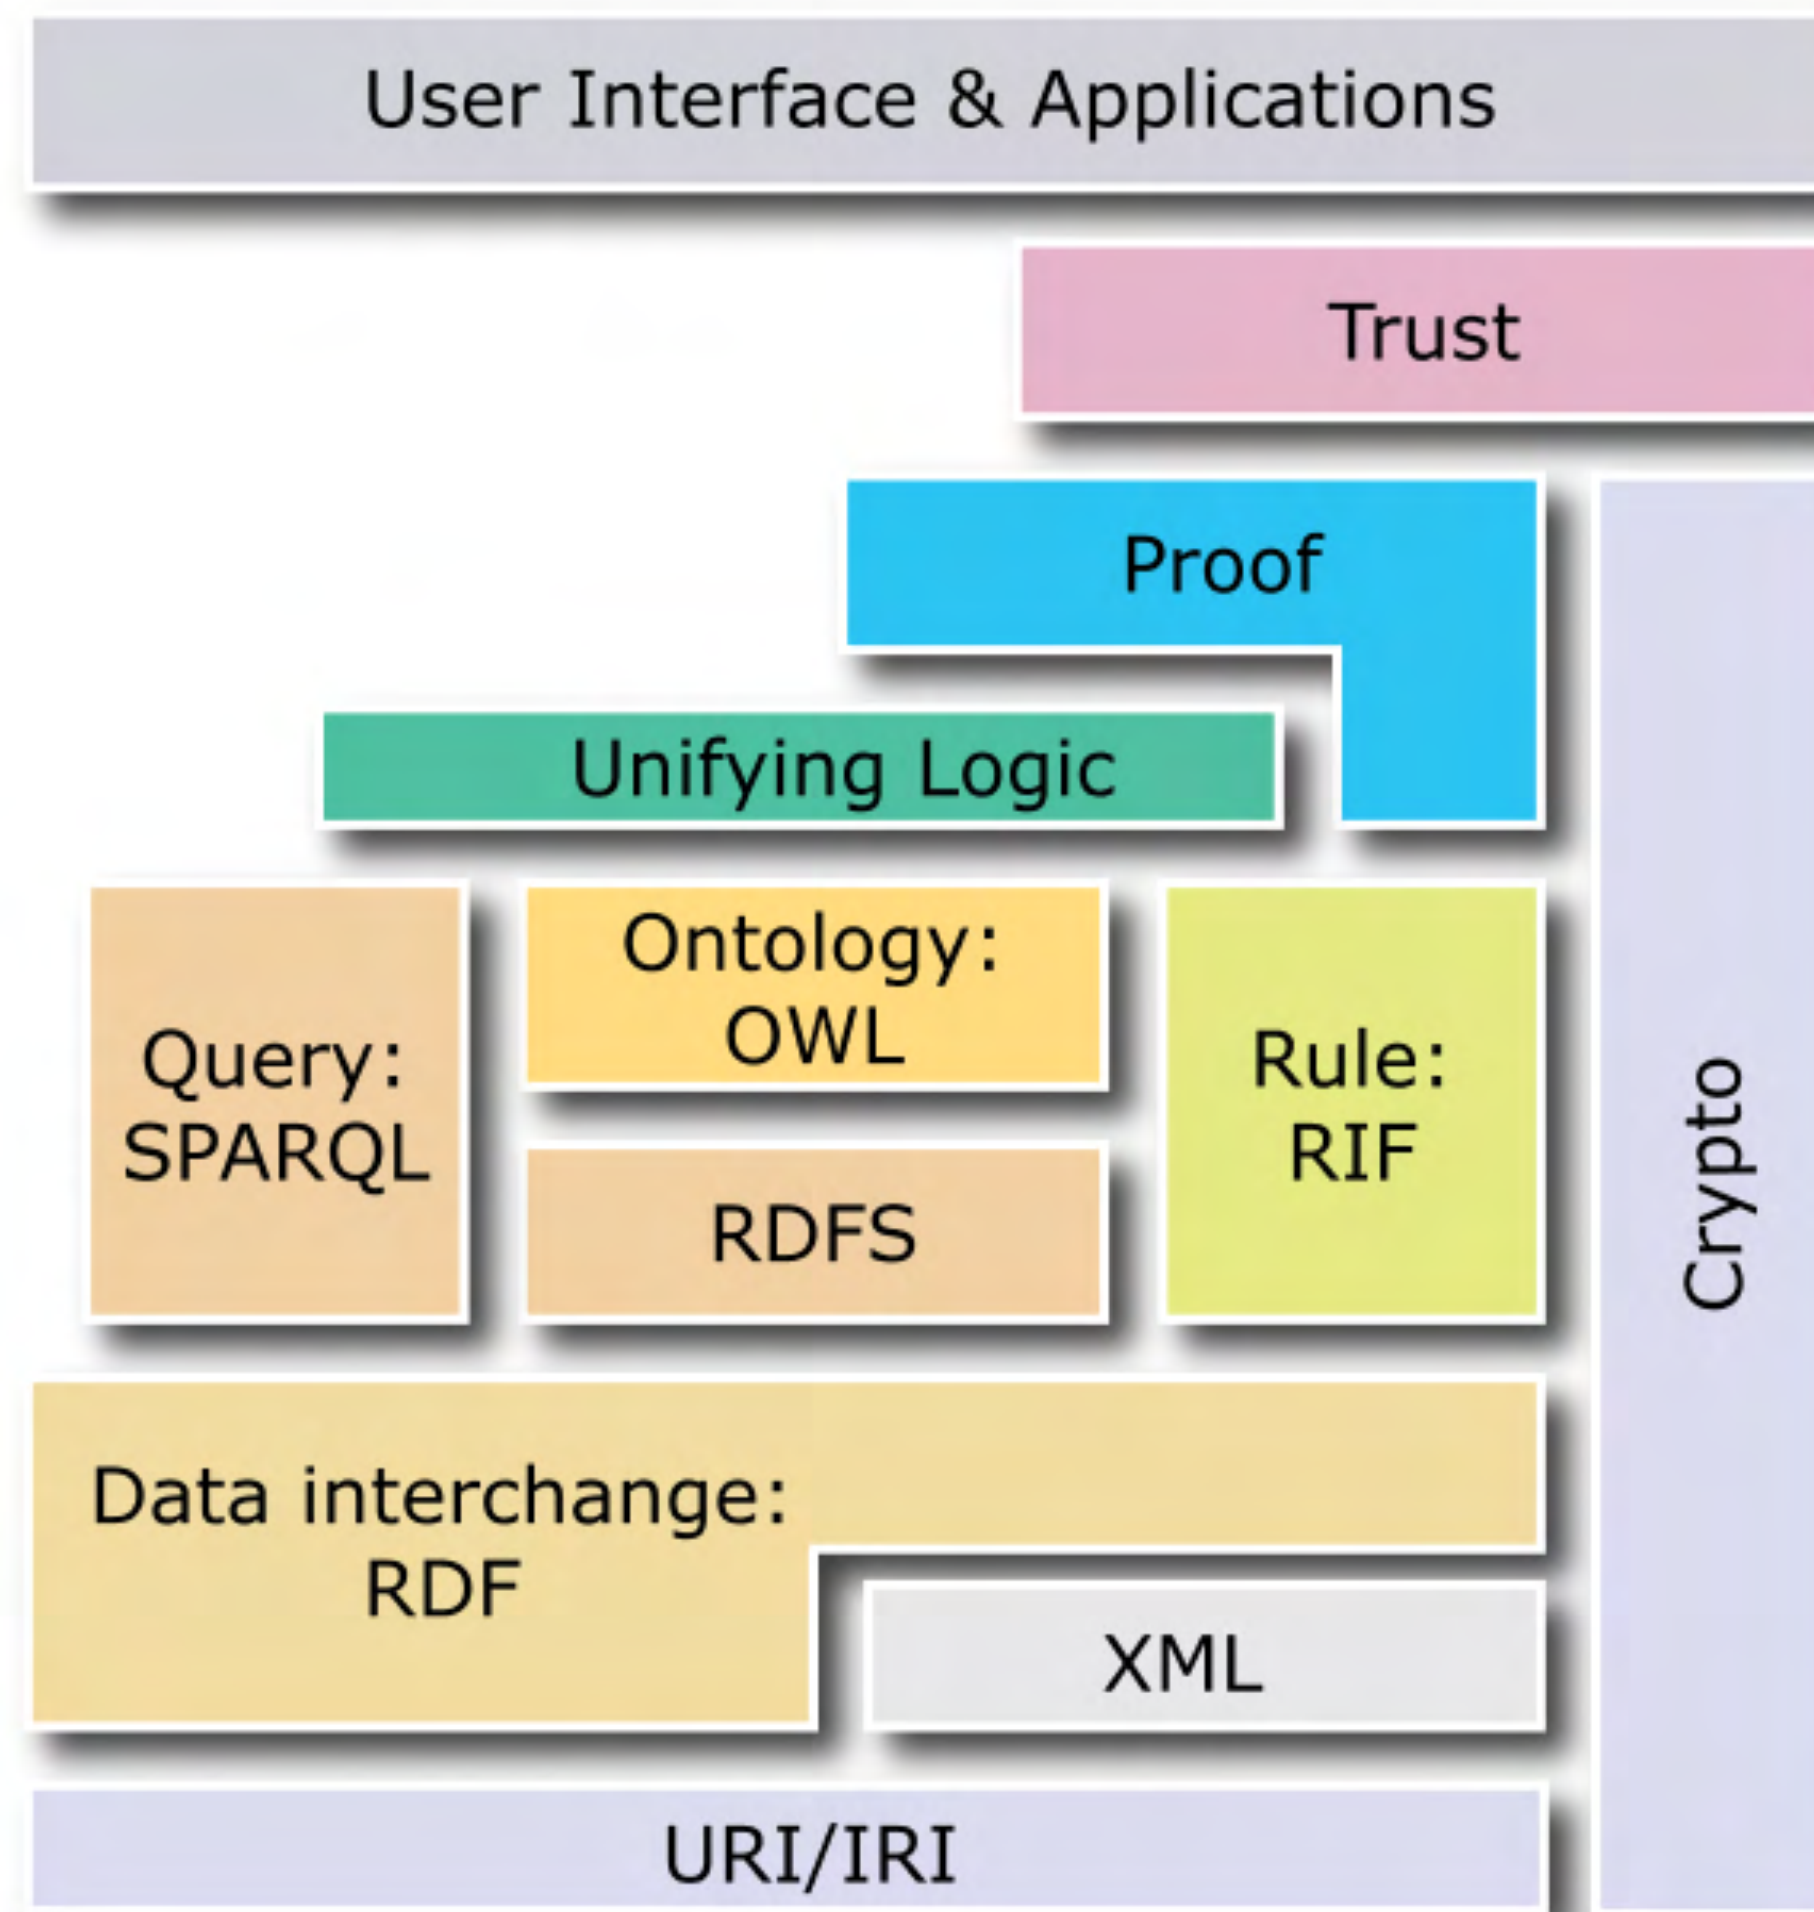 User Interface & Applications
Trust
Proof
Unifying Logic
Query:
SPARQL
Ontology:
OWL
RDFS
Rule:
RIF
Crypto
Data interchange:
RDF
XML
URI/IRI